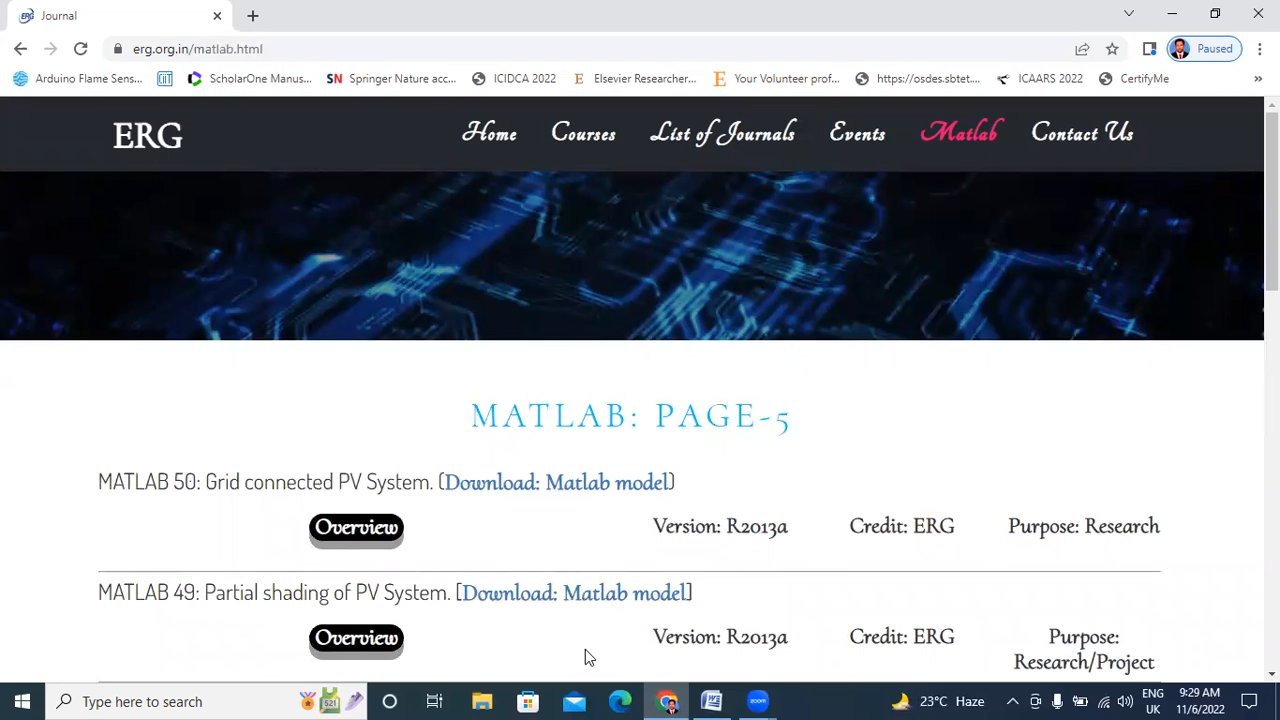 Journal
erg.org.in/matlab.html
Paused
Arduino Flame Sens...
ScholarOne Manus...
SN Springer Nature acc...
ICIDCA 2022
Elsevier Researcher...
Your Volunteer prof...
https://osdes.sbtet....
ICAARS 2022
CertifyMe
»
ERG
Home
Courses
List of Journals
Events
Matlab
Contact Us
MATLAB: PAGE-5
MATLAB 50: Grid connected PV System. [Download: Matlab model]
Overview
Version: R2013a
Credit: ERG
Purpose: Research
MATLAB 49: Partial shading of PV System. [Download: Matlab model]
Overview
Version: R2013a
Credit: ERG
Purpose:
Research/Project
Type here to search
23°C Haze
ENG
UK
9:29 AM
11/6/2022